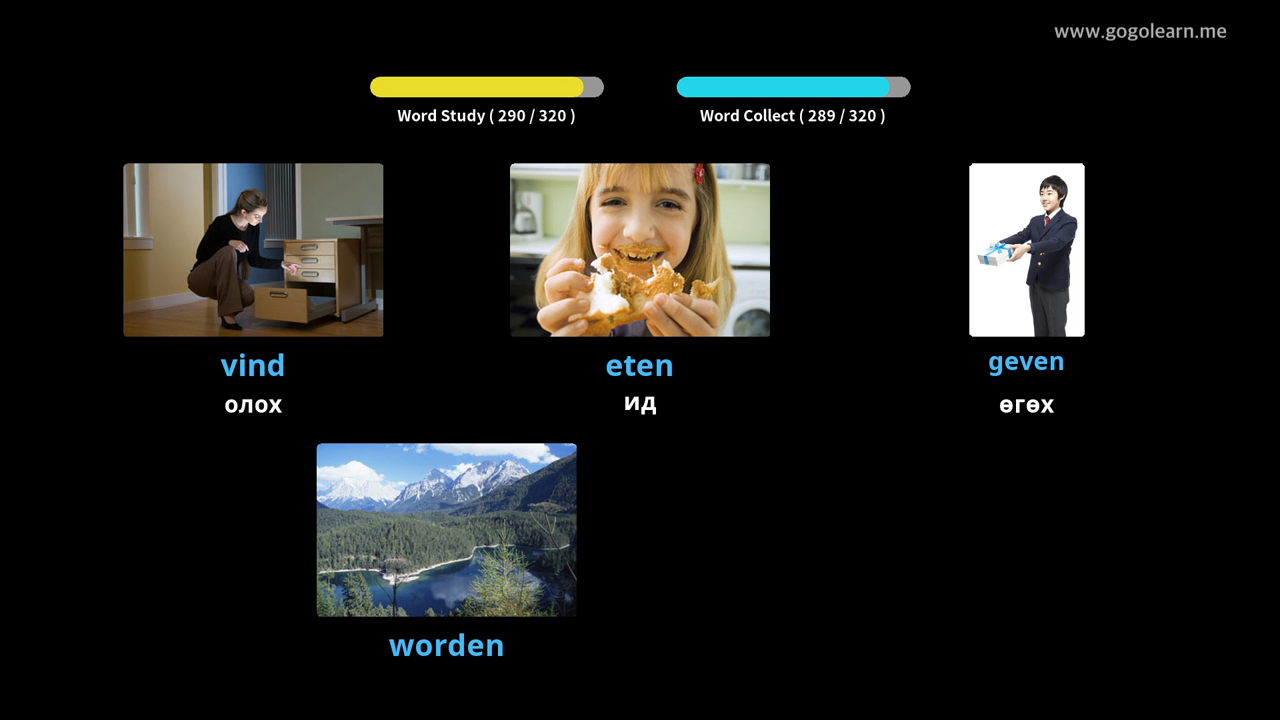 www.gogolearn.me
Word Study ( 290 / 320 )
Word Collect ( 289 / 320 )
vind
eten
geven
олох
ид
өгөх
worden